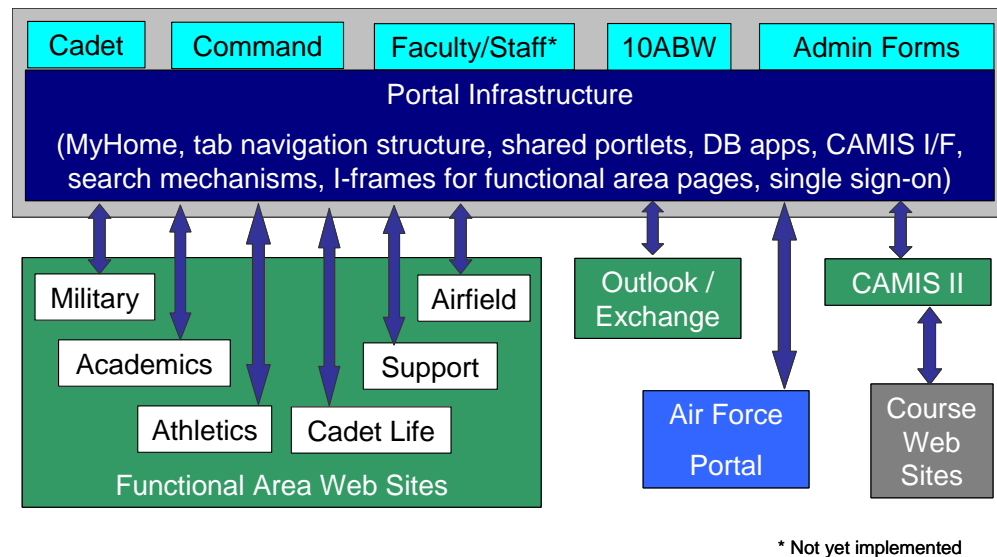 Cadet
Command
Faculty/Staff*
10ABW
Admin Forms
Portal Infrastructure
(MyHome, tab navigation structure, shared portlets, DB apps, CAMIS I/F,
search mechanisms, I-frames for functional area pages, single sign-on)
Military
Airfield
Academics
Support
Athletics
Cadet Life
Functional Area Web Sites
Outlook /
Exchange
CAMIS II
Air Force
Portal
Course
Web
Sites
* Not yet implemented